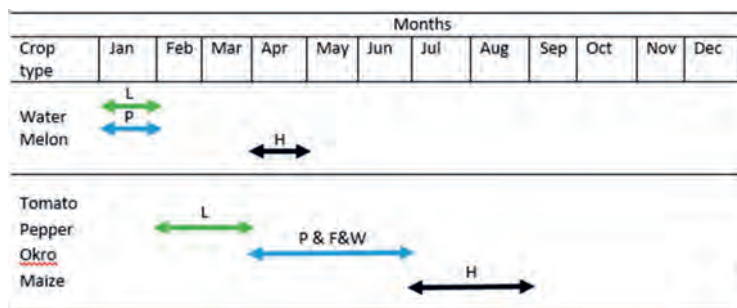 Months
Crop type Jan Feb Mar Apr May Jun Jul Aug Sep Oct Nov Dec
L
Water P
Melon H
Tomato
Pepper L
Okro P & F&W
Maize H